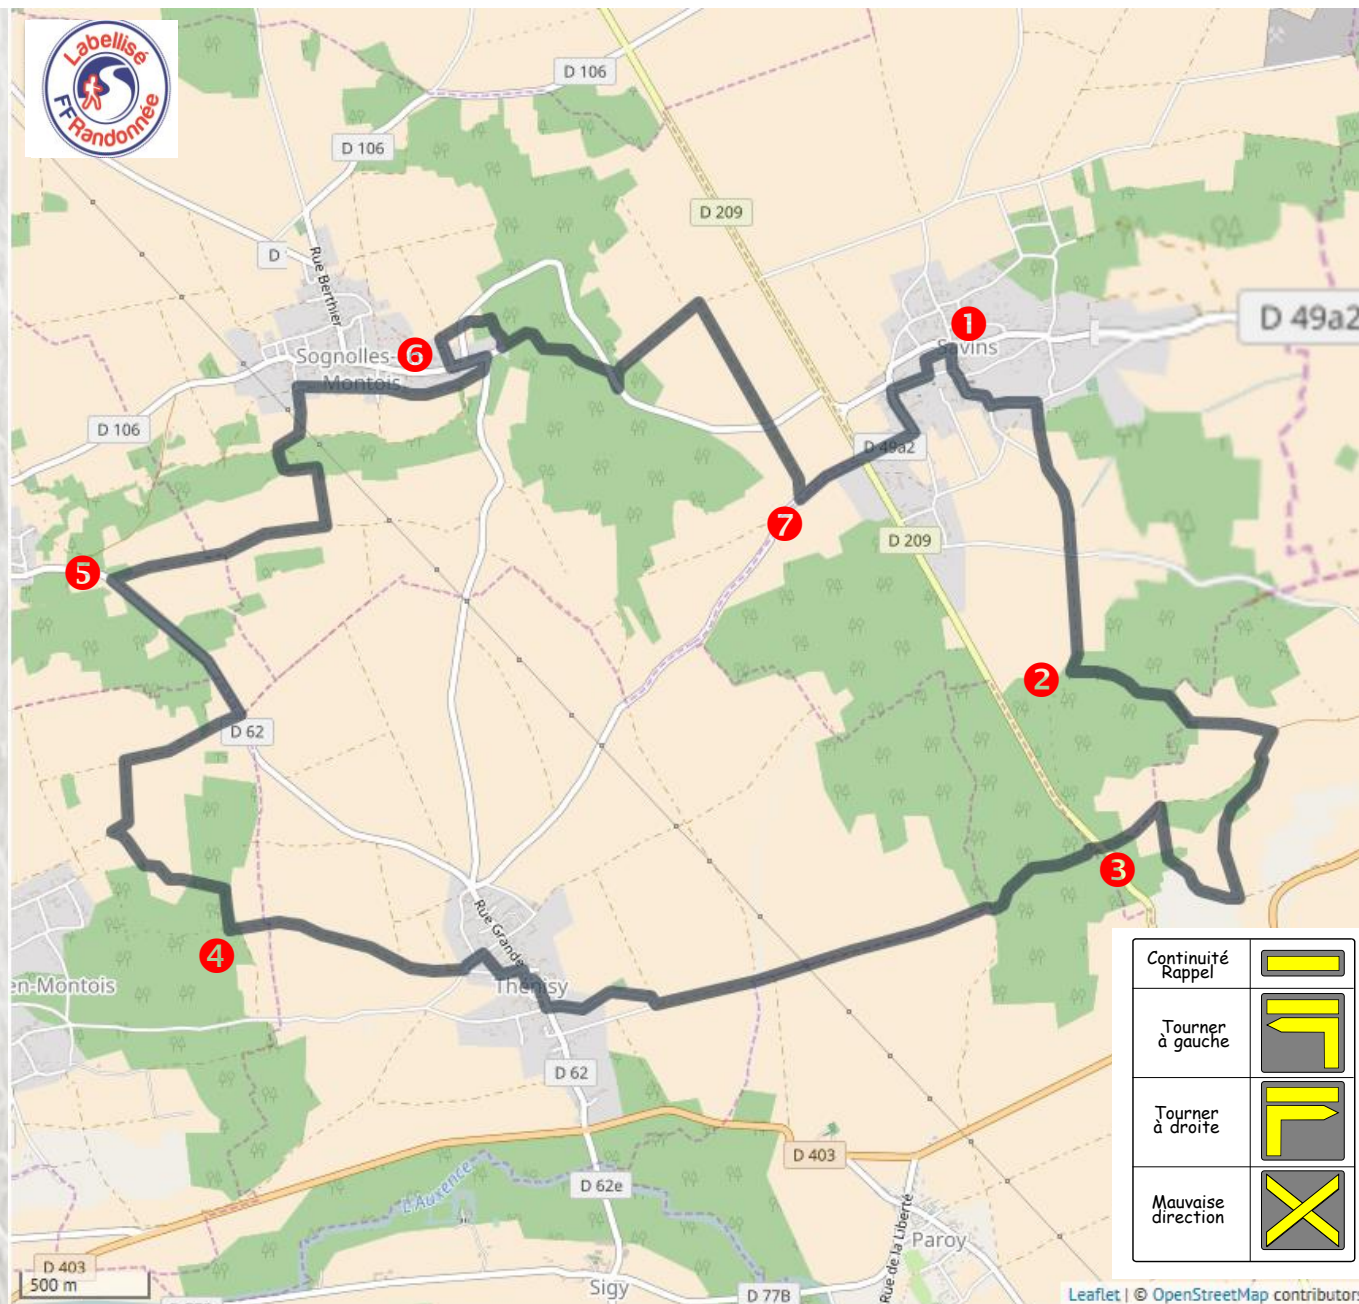 Labellisé
FFRandonnée
D 106
D 106
D 209
D
Rue Berthier
1
D 49a2
Savins
6
Sognolles-
Montois
D 106
D 49a2
7
D 209
5
2
D 62
3
Rue Grande
4
en-Montois
Thénisy
Continuité
Rappel
Tourner
à gauche
D 62
Tourner
à droite
D 403
L'Auxence
D 62e
Mauvaise
direction
Rue de la Liberté
Paroy
D 403
500 m
Sigy
D 77B
Leaflet | © OpenStreetMap contributors